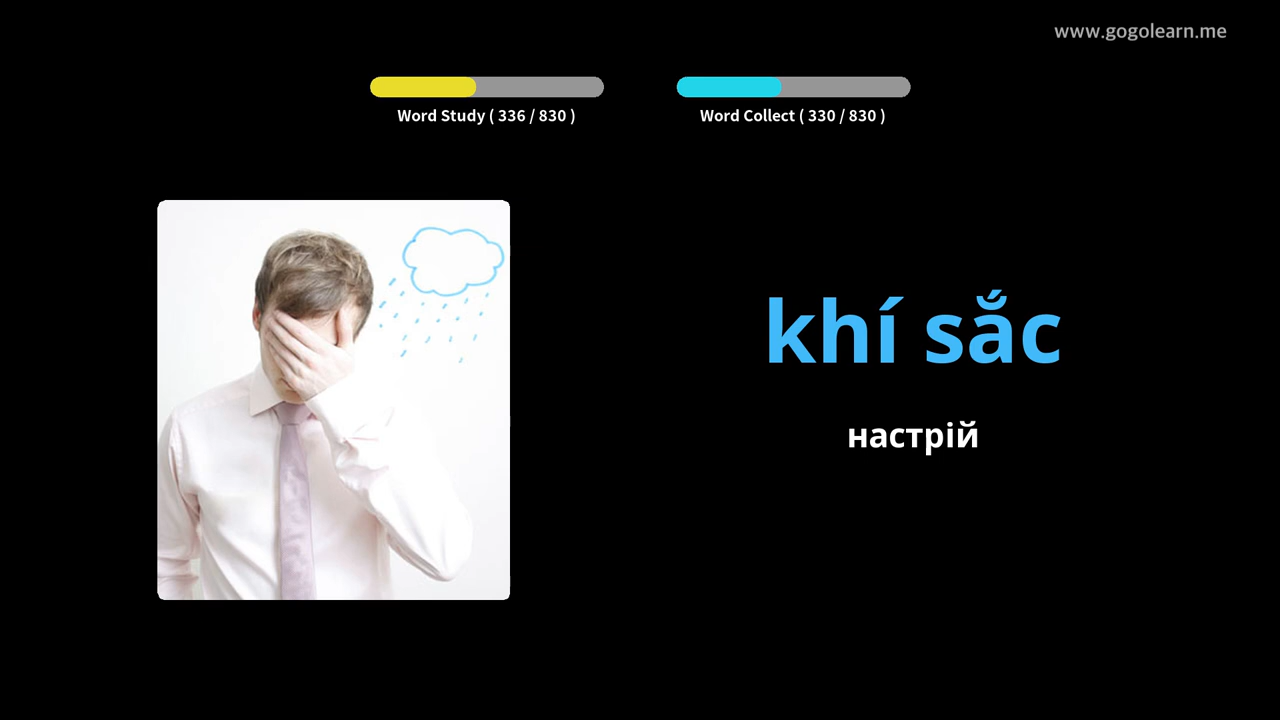 www.gogolearn.me
Word Study ( 336 / 830 )
Word Collect ( 330 / 830 )
khí sắc
настрій